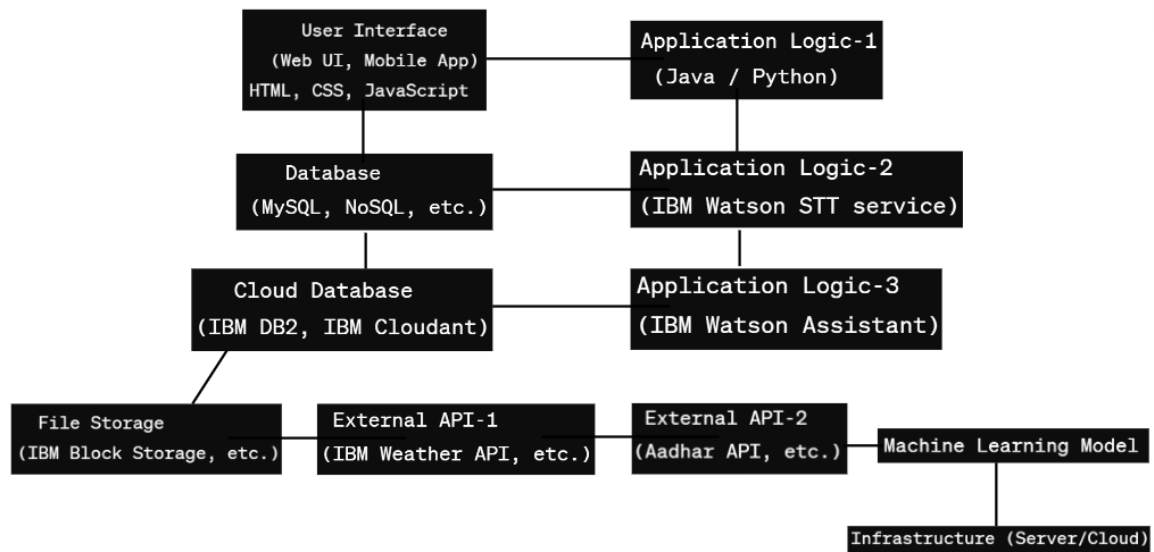 User Interface
(Web UI, Mobile App)
HTML, CSS, JavaScript
Application Logic-1
(Java / Python)
Database
(MySQL, NoSQL, etc.)
Application Logic-2
(IBM Watson STT service)
Cloud Database
(IBM DB2, IBM Cloudant)
Application Logic-3
(IBM Watson Assistant)
File Storage
(IBM Block Storage, etc.)
External API-1
(IBM Weather API, etc.)
External API-2
(Aadhar API, etc.)
Machine Learning Model
Infrastructure (Server/Cloud)